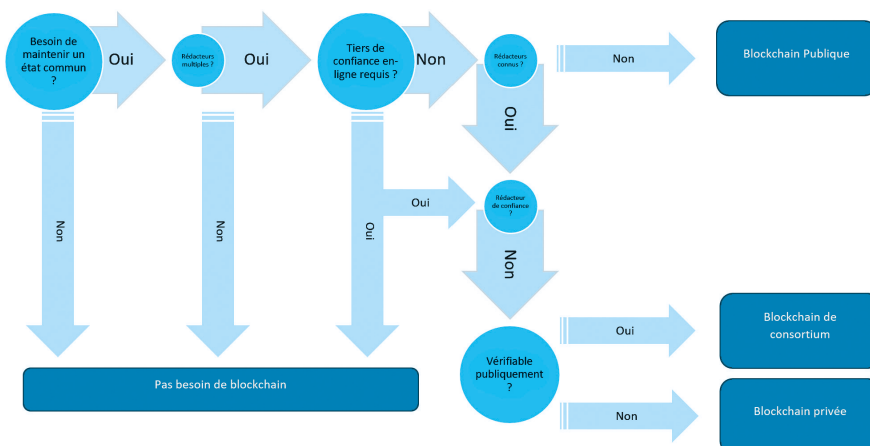 Besoin de
maintenir un
état commun
?
Oui
Rédacteurs
multiples ?
Oui
Tiers de
confiance en-
ligne requis ?
Non
Rédacteurs
connus ?
Non
Blockchain Publique
Oui
Non
Non
Oui
Oui
Rédacteur
de confiance
?
Non
Vérifiable
publiquement
?
Oui
Blockchain de
consortium
Non
Blockchain privée
Pas besoin de blockchain